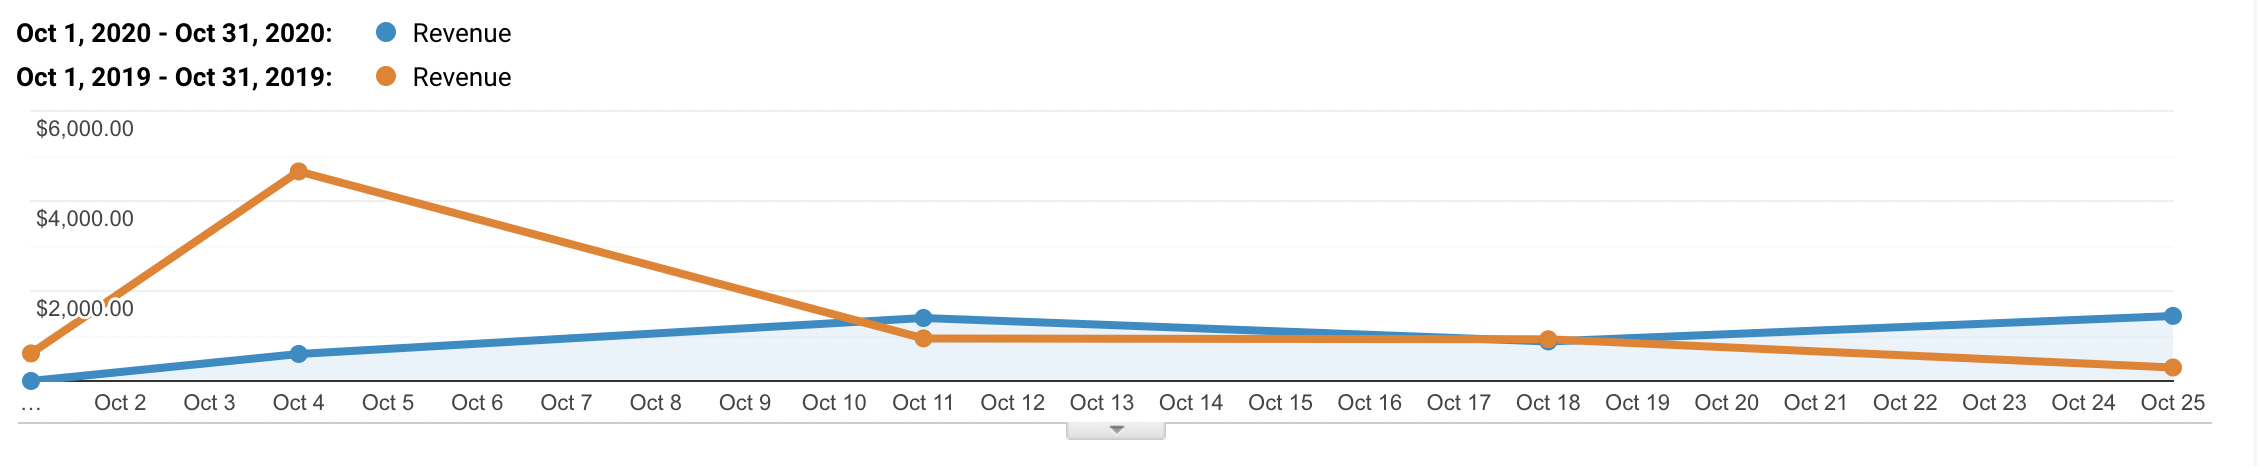 Oct 1, 2020 - Oct 31, 2020: Revenue
Oct 1, 2019 - Oct 31, 2019: Revenue
$6,000.00
$4,000.00
$2,000.00
... Oct 2 Oct 3 Oct 4 Oct 5 Oct 6 Oct 7 Oct 8 Oct 9 Oct 10 Oct 11 Oct 12 Oct 13 Oct 14 Oct 15 Oct 16 Oct 17 Oct 18 Oct 19 Oct 20 Oct 21 Oct 22 Oct 23 Oct 24 Oct 25